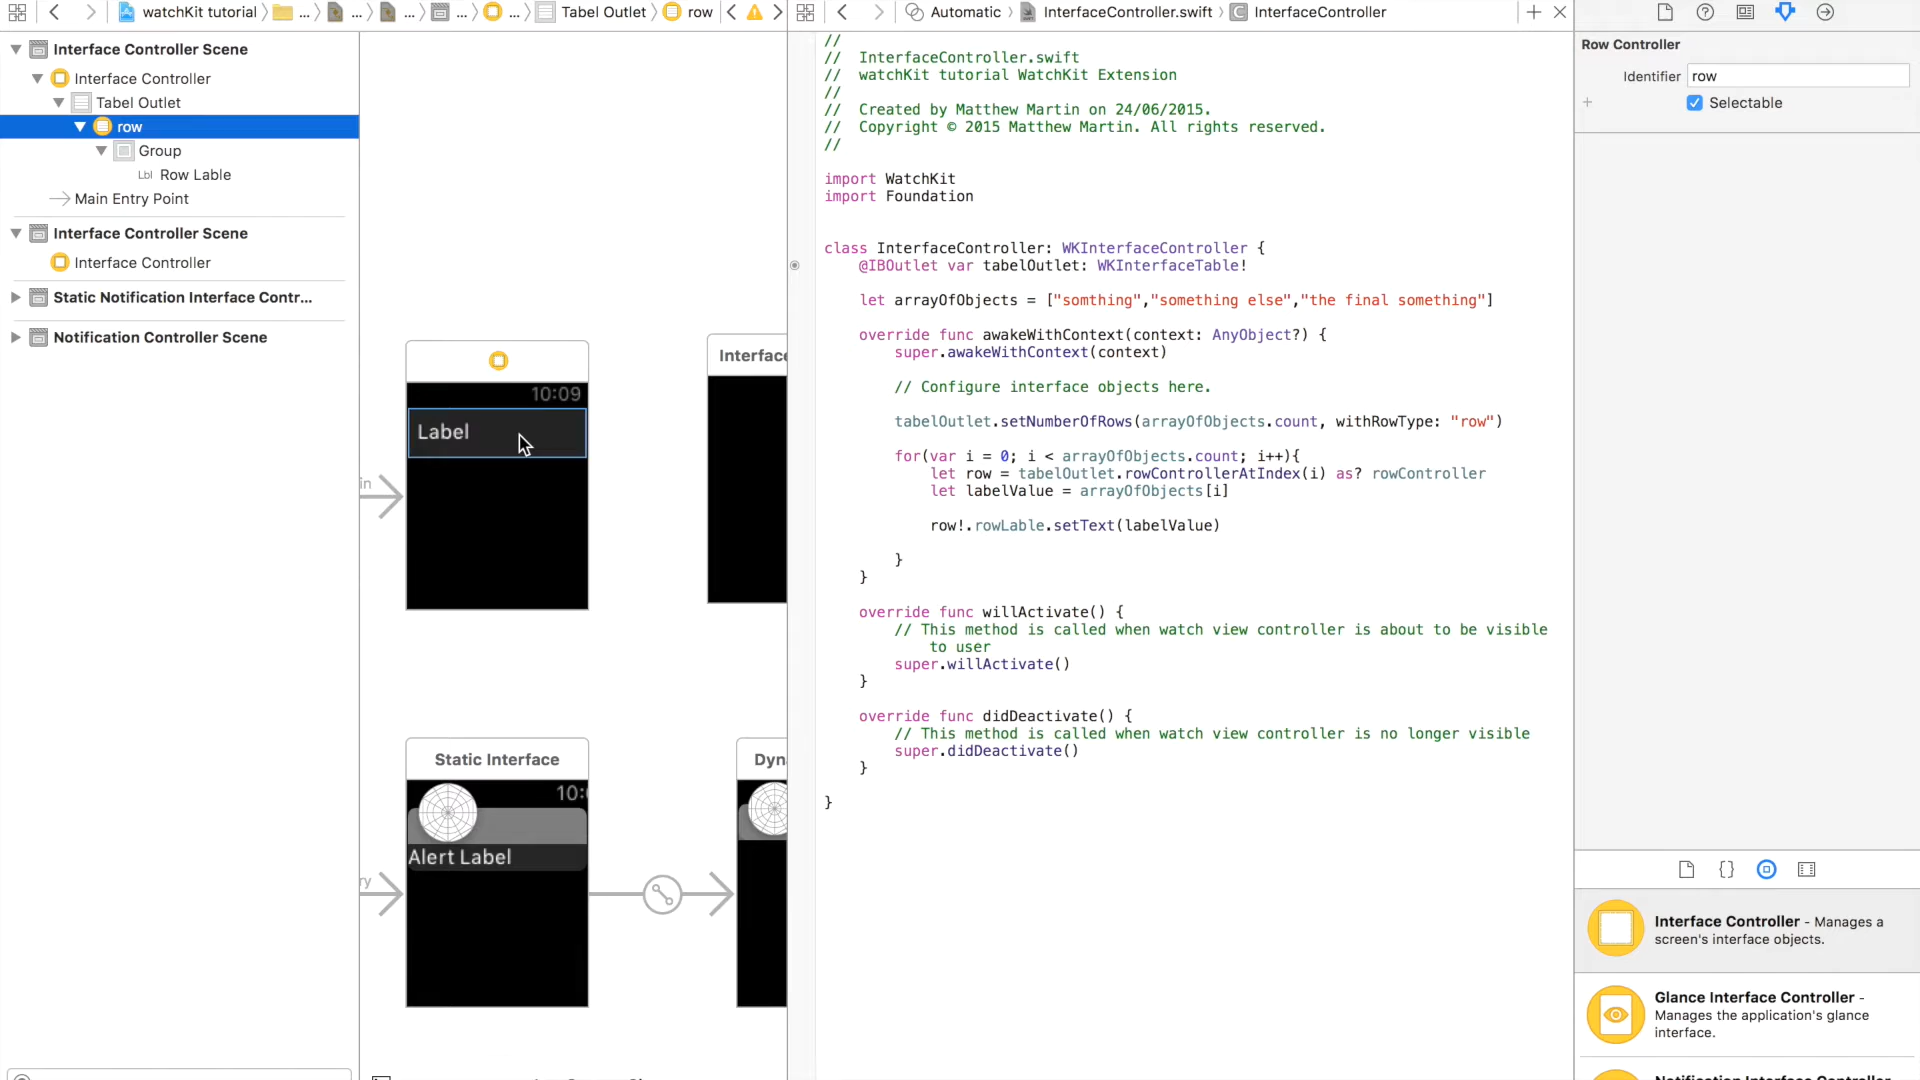 watchKit tutorial
...
...
...
...
...
Tabel Outlet
row
Automatic
InterfaceController.swift
InterfaceController
Interface Controller Scene
Interface Controller
Tabel Outlet
row
Group
Lbl Row Lable
Main Entry Point
Interface Controller Scene
Interface Controller
Static Notification Interface Contr...
Notification Controller Scene
10:09
Label
in
Interface
Static Interface
10:
Alert Label
ry
Dyn
//
//  InterfaceController.swift
//  watchKit tutorial WatchKit Extension
//
//  Created by Matthew Martin on 24/06/2015.
//  Copyright © 2015 Matthew Martin. All rights reserved.
//
import WatchKit
import Foundation
class InterfaceController: WKInterfaceController {
@IBOutlet var tabelOutlet: WKInterfaceTable!
let arrayOfObjects = ["somthing","something else","the final something"]
override func awakeWithContext(context: AnyObject?) {
super.awakeWithContext(context)
// Configure interface objects here.
tabelOutlet.setNumberOfRows(arrayOfObjects.count, withRowType: "row")
for(var i = 0; i < arrayOfObjects.count; i++){
let row = tabelOutlet.rowControllerAtIndex(i) as? rowController
let labelValue = arrayOfObjects[i]
row!.rowLable.setText(labelValue)
}
}
override func willActivate() {
// This method is called when watch view controller is about to be visible
to user
super.willActivate()
}
override func didDeactivate() {
// This method is called when watch view controller is no longer visible
super.didDeactivate()
}
}
Row Controller
Identifier row
Selectable
Interface Controller - Manages a
screen's interface objects.
Glance Interface Controller -
Manages the application's glance
interface.
Notification Interface Controller